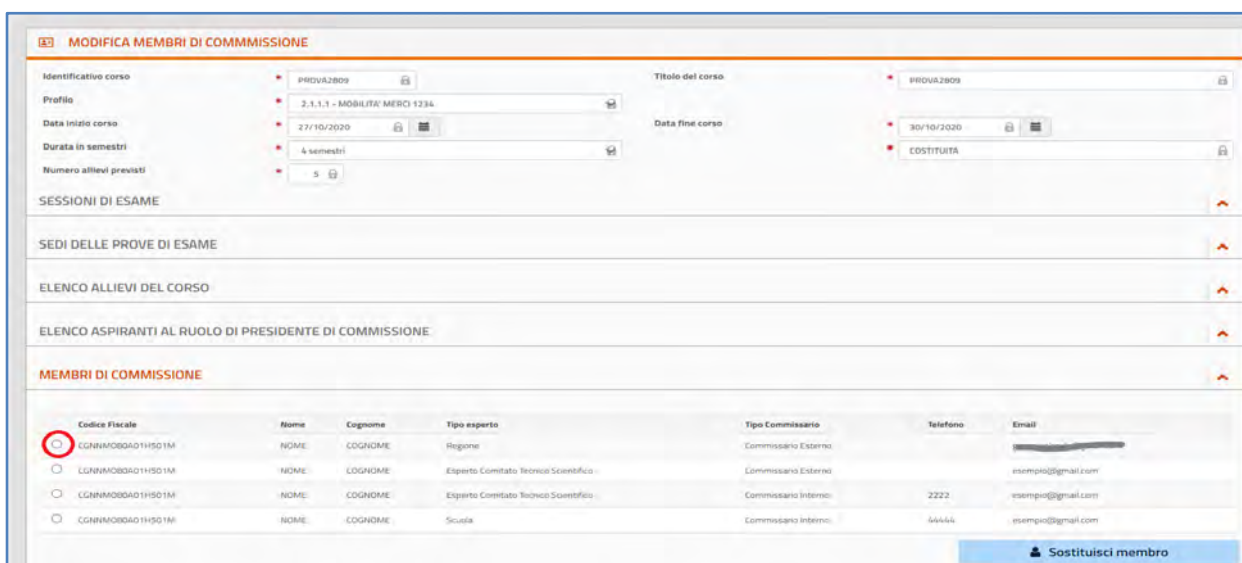 MODIFICA MEMBRI DI COMMMISSIONE
Identificativo corso * PROVA2809 Titolo del corso * PROVA2809
Profilo * 2.1.1.1 - MOBILITA' MERCI 1234
Data inizio corso * 27/10/2020 Data fine corso * 30/10/2020
Durata in semestri * 4 semestri * COSTITUITA
Numero allievi previsti * 5
SESSIONI DI ESAME
SEDI DELLE PROVE DI ESAME
ELENCO ALLIEVI DEL CORSO
ELENCO ASPIRANTI AL RUOLO DI PRESIDENTE DI COMMISSIONE
MEMBRI DI COMMISSIONE
Codice Fiscale Nome Cognome Tipo esperto Tipo Commissario Telefono Email
CGNNMO80A01H501M NOME COGNOME Regione Commissario Esterno
CGNNMO80A01H501M NOME COGNOME Esperto Comitato Tecnico Scientifico - Commissario Esterno esempio@gmail.com
CGNNMO80A01H501M NOME COGNOME Esperto Comitato Tecnico Scientifico - Commissario Interno 2222 esempio@gmail.com
CGNNMO80A01H501M NOME COGNOME Scuola Commissario Interno 44444 esempio@gmail.com
Sostituisci membro